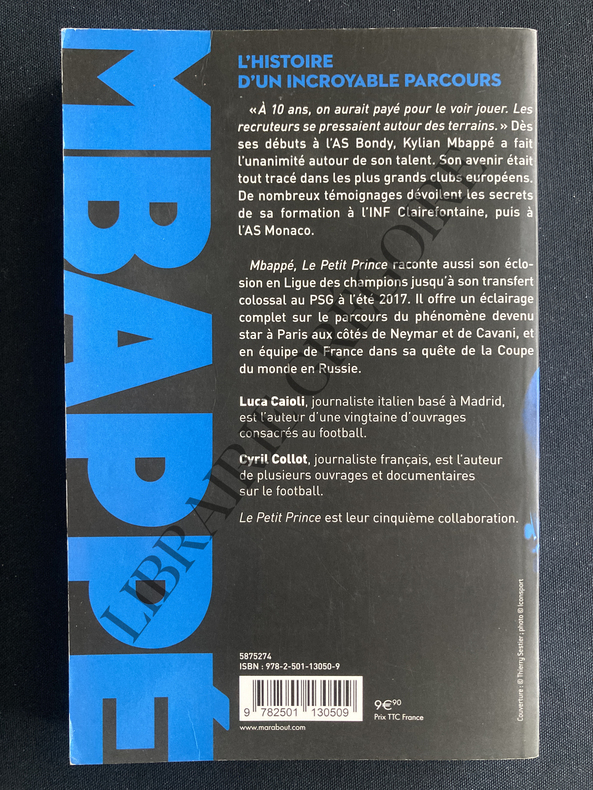 MBAPPÉ
L'HISTOIRE
D'UN INCROYABLE PARCOURS
« À 10 ans, on aurait payé pour le voir jouer. Les
recruteurs se pressaient autour des terrains. » Dès
ses débuts à l'AS Bondy, Kylian Mbappé a fait
l'unanimité autour de son talent. Son avenir était
tout tracé dans les plus grands clubs européens.
De nombreux témoignages dévoilent les secrets
de sa formation à l'INF Clairefontaine, puis à
l'AS Monaco.
Mbappé, Le Petit Prince raconte aussi son éclo-
sion en Ligue des champions jusqu'à son transfert
colossal au PSG à l'été 2017. Il offre un éclairage
complet sur le parcours du phénomène devenu
star à Paris aux côtés de Neymar et de Cavani, et
en équipe de France dans sa quête de la Coupe
du monde en Russie.
Luca Caioli, journaliste italien basé à Madrid,
est l'auteur d'une vingtaine d'ouvrages
consacrés au football.
Cyril Collot, journaliste français, est l'auteur
de plusieurs ouvrages et documentaires
sur le football.
Le Petit Prince est leur cinquième collaboration.
5875274
ISBN : 978-2-501-13050-9
9 782501 130509
9€90
Prix TTC France
www.marabout.com
Couverture : © Thierry Sestier ; photo © Iconsport
LIBRAIRIE GRÉGOIRE